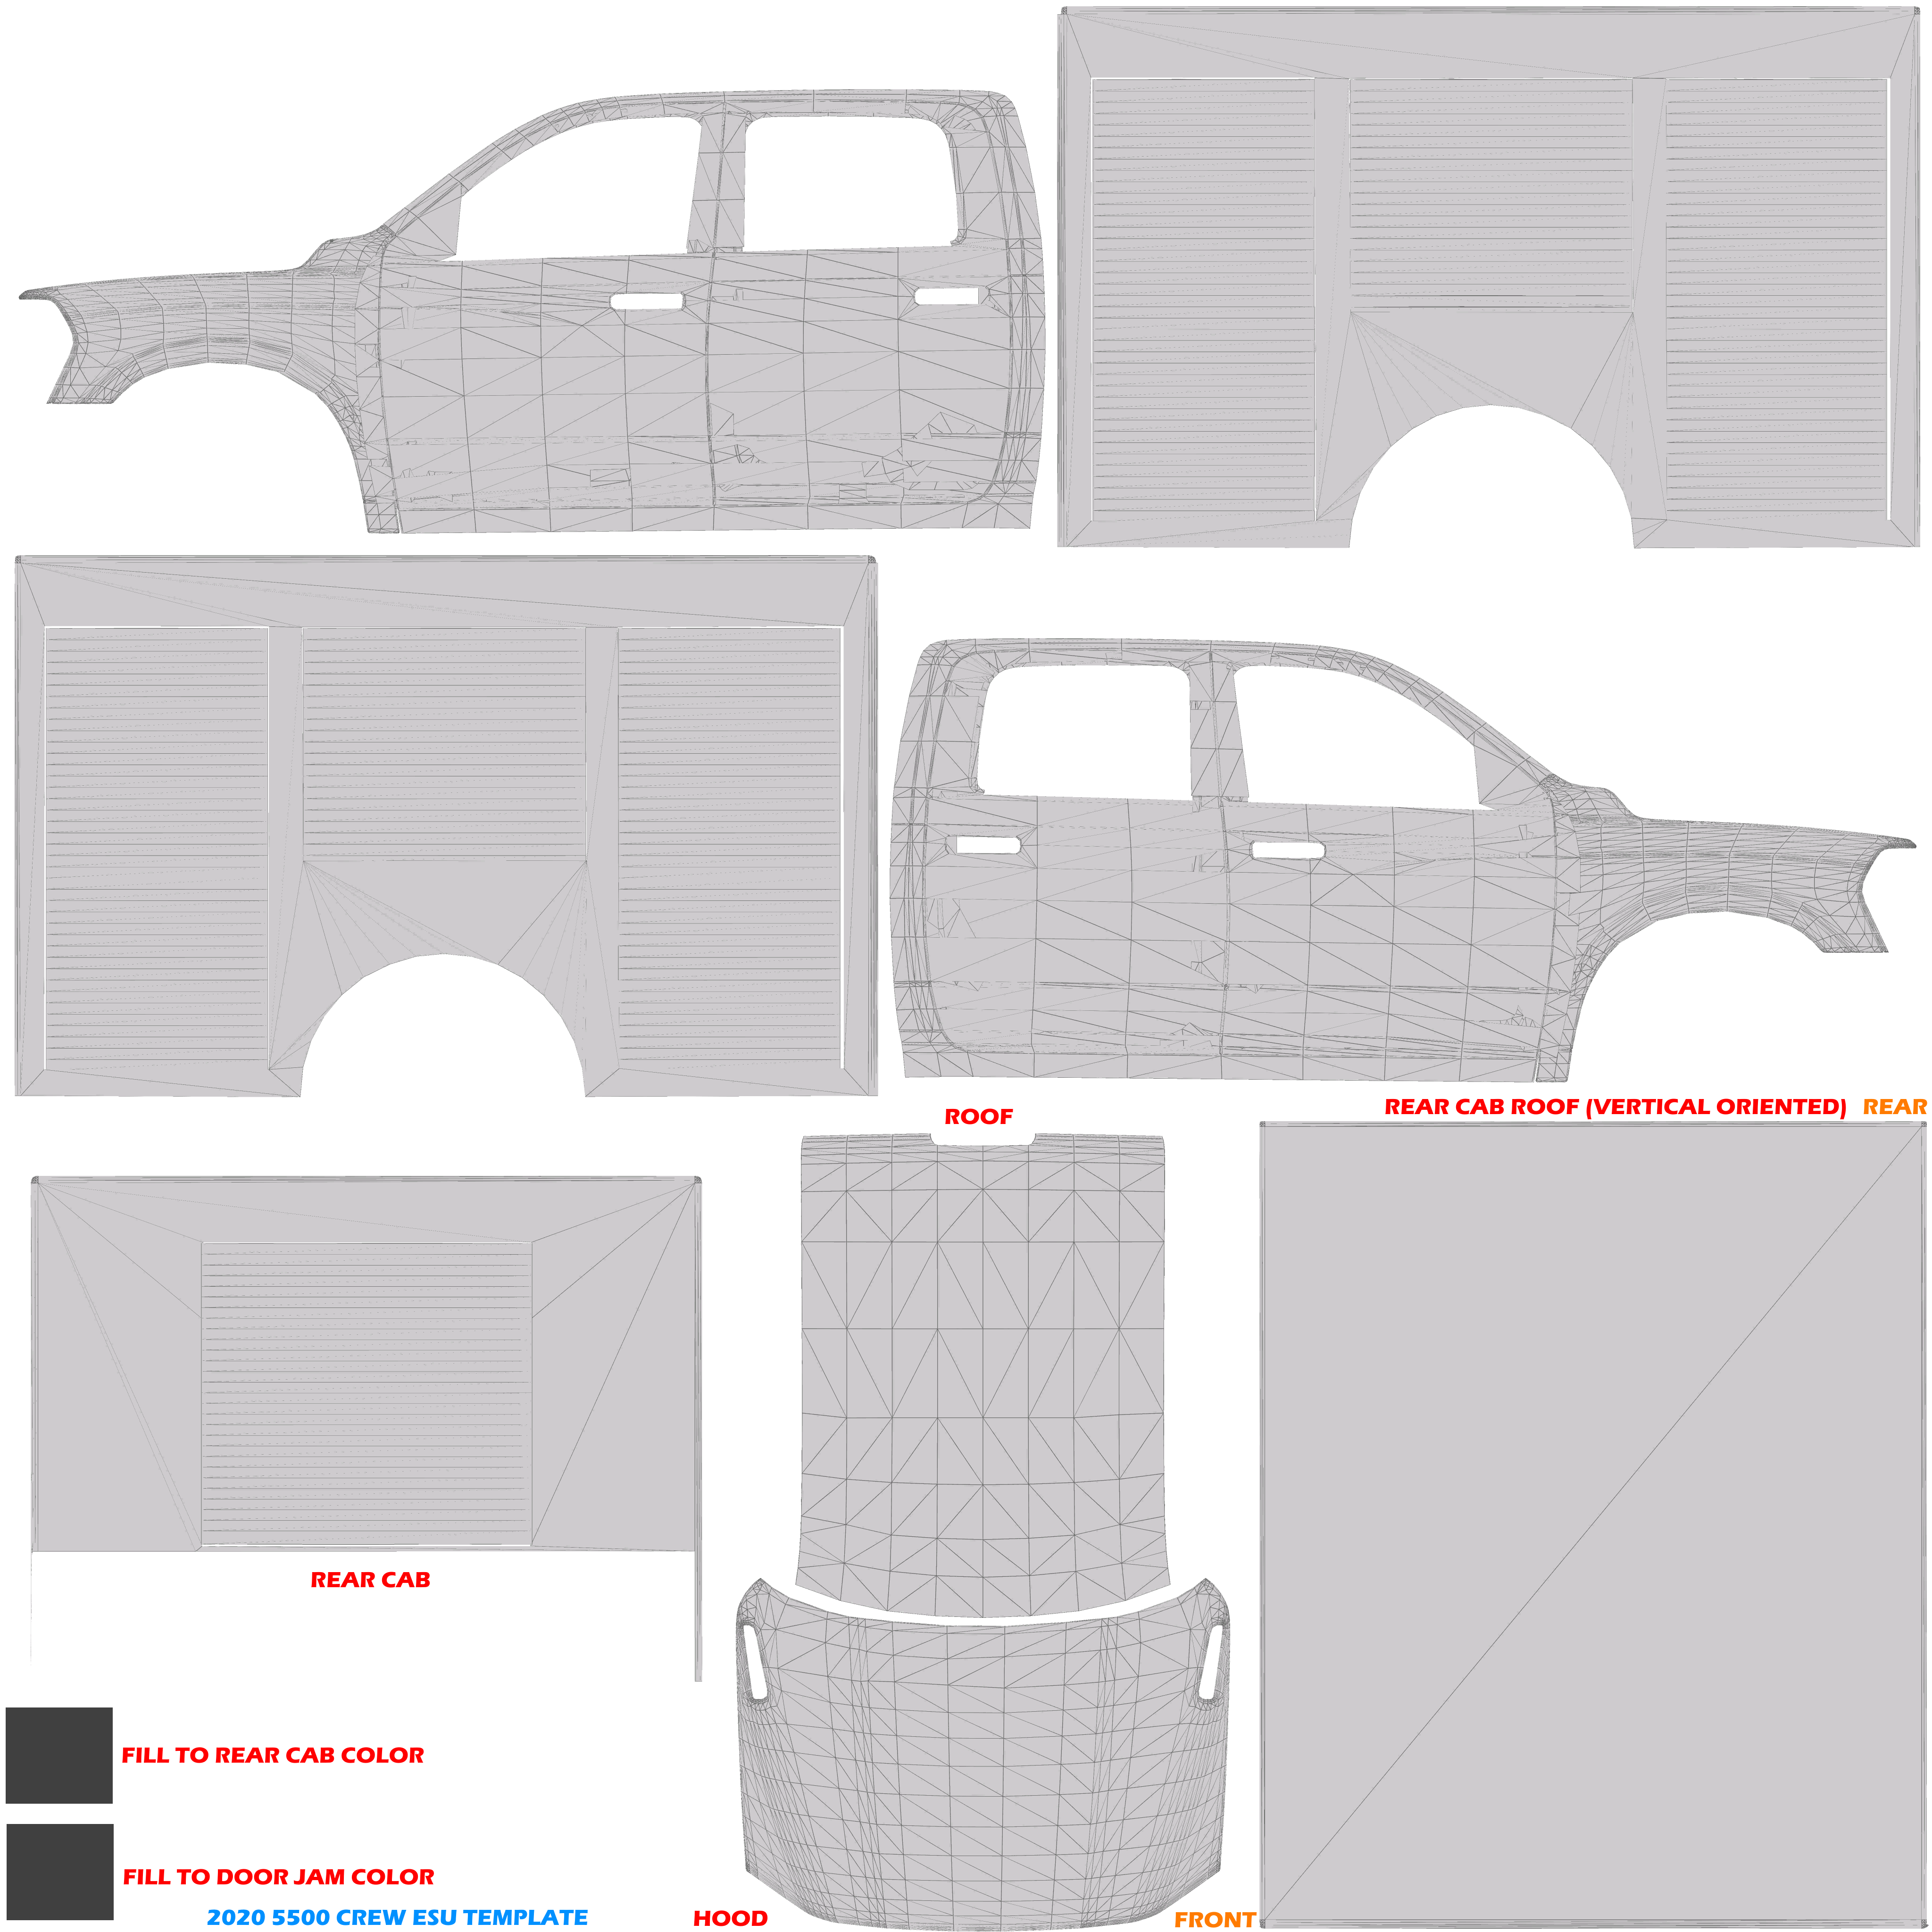 ROOF
REAR CAB ROOF (VERTICAL ORIENTED) REAR
REAR CAB
FILL TO REAR CAB COLOR
FILL TO DOOR JAM COLOR
2020 5500 CREW ESU TEMPLATE
HOOD
FRONT